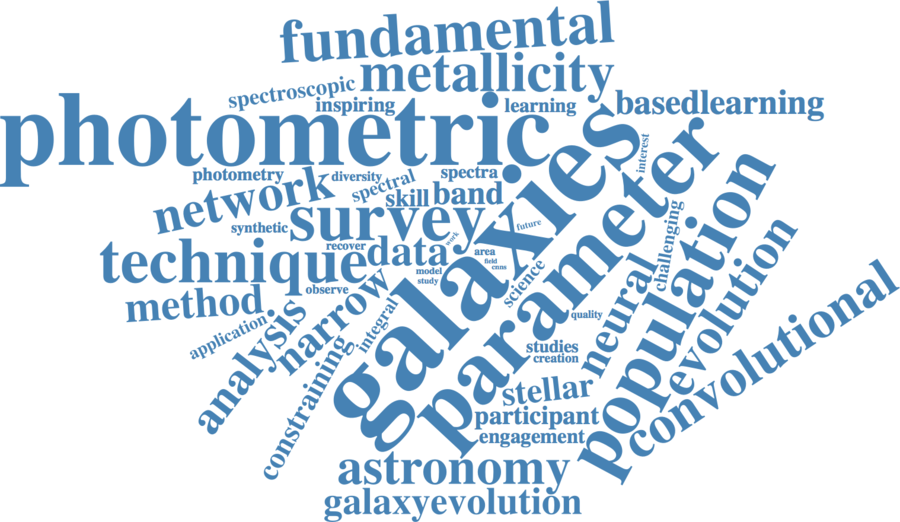 fundamental
metallicity
spectroscopic
inspiring
learning
basedlearning
photometric
galaxies
parameter
interest
photometry
diversity
spectra
spectral
skill
band
network
population
synthetic
survey
future
challenging
recover
work
technique
data
area
field
cnns
evolution
model
study
science
neural
observe
method
narrow
integral
quality
convolutional
application
analysis
constraining
studies
creation
stellar
participant
engagement
astronomy
galaxyevolution